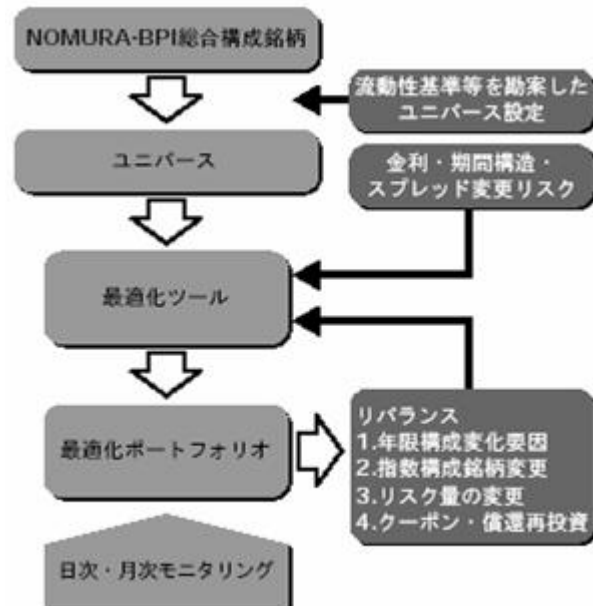 NOMURA-BPI総合構成銘柄
流動性基準等を勘案した
ユニバース設定
ユニバース
金利・期間構造・
スプレッド変更リスク
最適化ツール
最適化ポートフォリオ
リバランス
1.年限構成変化要因
2.指数構成銘柄変更
3.リスク量の変更
4.クーポン・償還再投資
日次・月次モニタリング